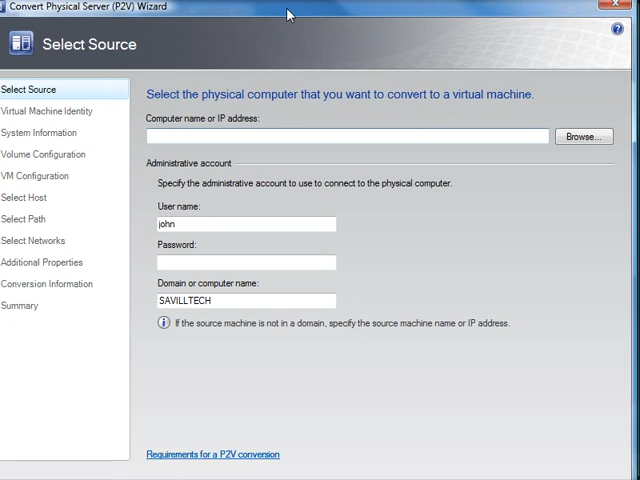 Convert Physical Server (P2V) Wizard
Select Source
Select Source
Virtual Machine Identity
System Information
Volume Configuration
VM Configuration
Select Host
Select Path
Select Networks
Additional Properties
Conversion Information
Summary
Select the physical computer that you want to convert to a virtual machine.
Computer name or IP address:
Browse...
Administrative account
Specify the administrative account to use to connect to the physical computer.
User name:
john
Password:
Domain or computer name:
SAVILLTECH
If the source machine is not in a domain, specify the source machine name or IP address.
Requirements for a P2V conversion